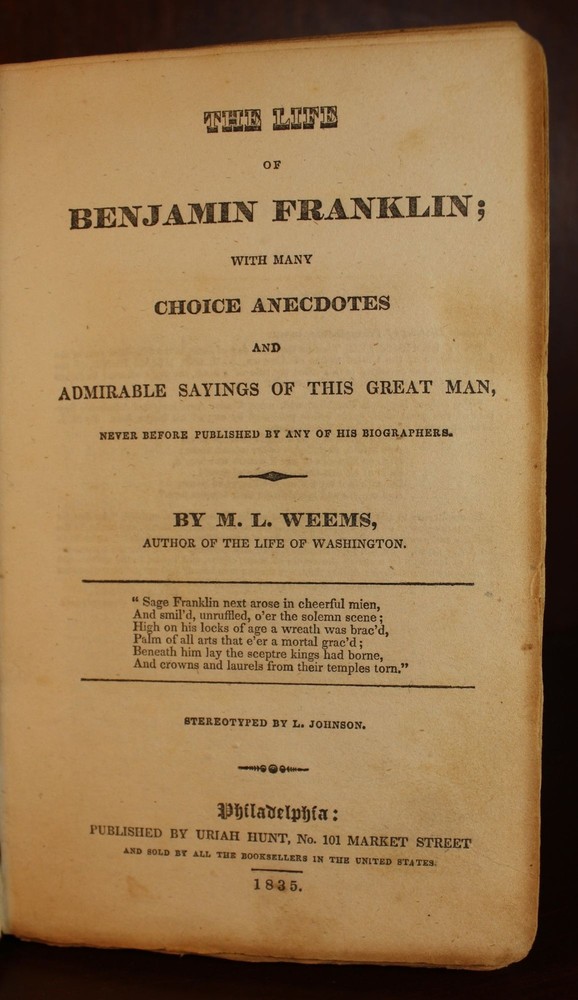 THE LIFE
OF
BENJAMIN FRANKLIN;
WITH MANY
CHOICE ANECDOTES
AND
ADMIRABLE SAYINGS OF THIS GREAT MAN,
NEVER BEFORE PUBLISHED BY ANY OF HIS BIOGRAPHERS.
BY M. L. WEEMS,
AUTHOR OF THE LIFE OF WASHINGTON.
“ Sage Franklin next arose in cheerful mien,
And smil'd, unruffled, o'er the solemn scene;
High on his locks of age a wreath was brac'd,
Palm of all arts that e'er a mortal grac'd;
Beneath him lay the sceptre kings had borne,
And crowns and laurels from their temples torn.”
STEREOTYPED BY L. JOHNSON.
Philadelphia:
PUBLISHED BY URIAH HUNT, No. 101 MARKET STREET
AND SOLD BY ALL THE BOOKSELLERS IN THE UNITED STATES.
1835.